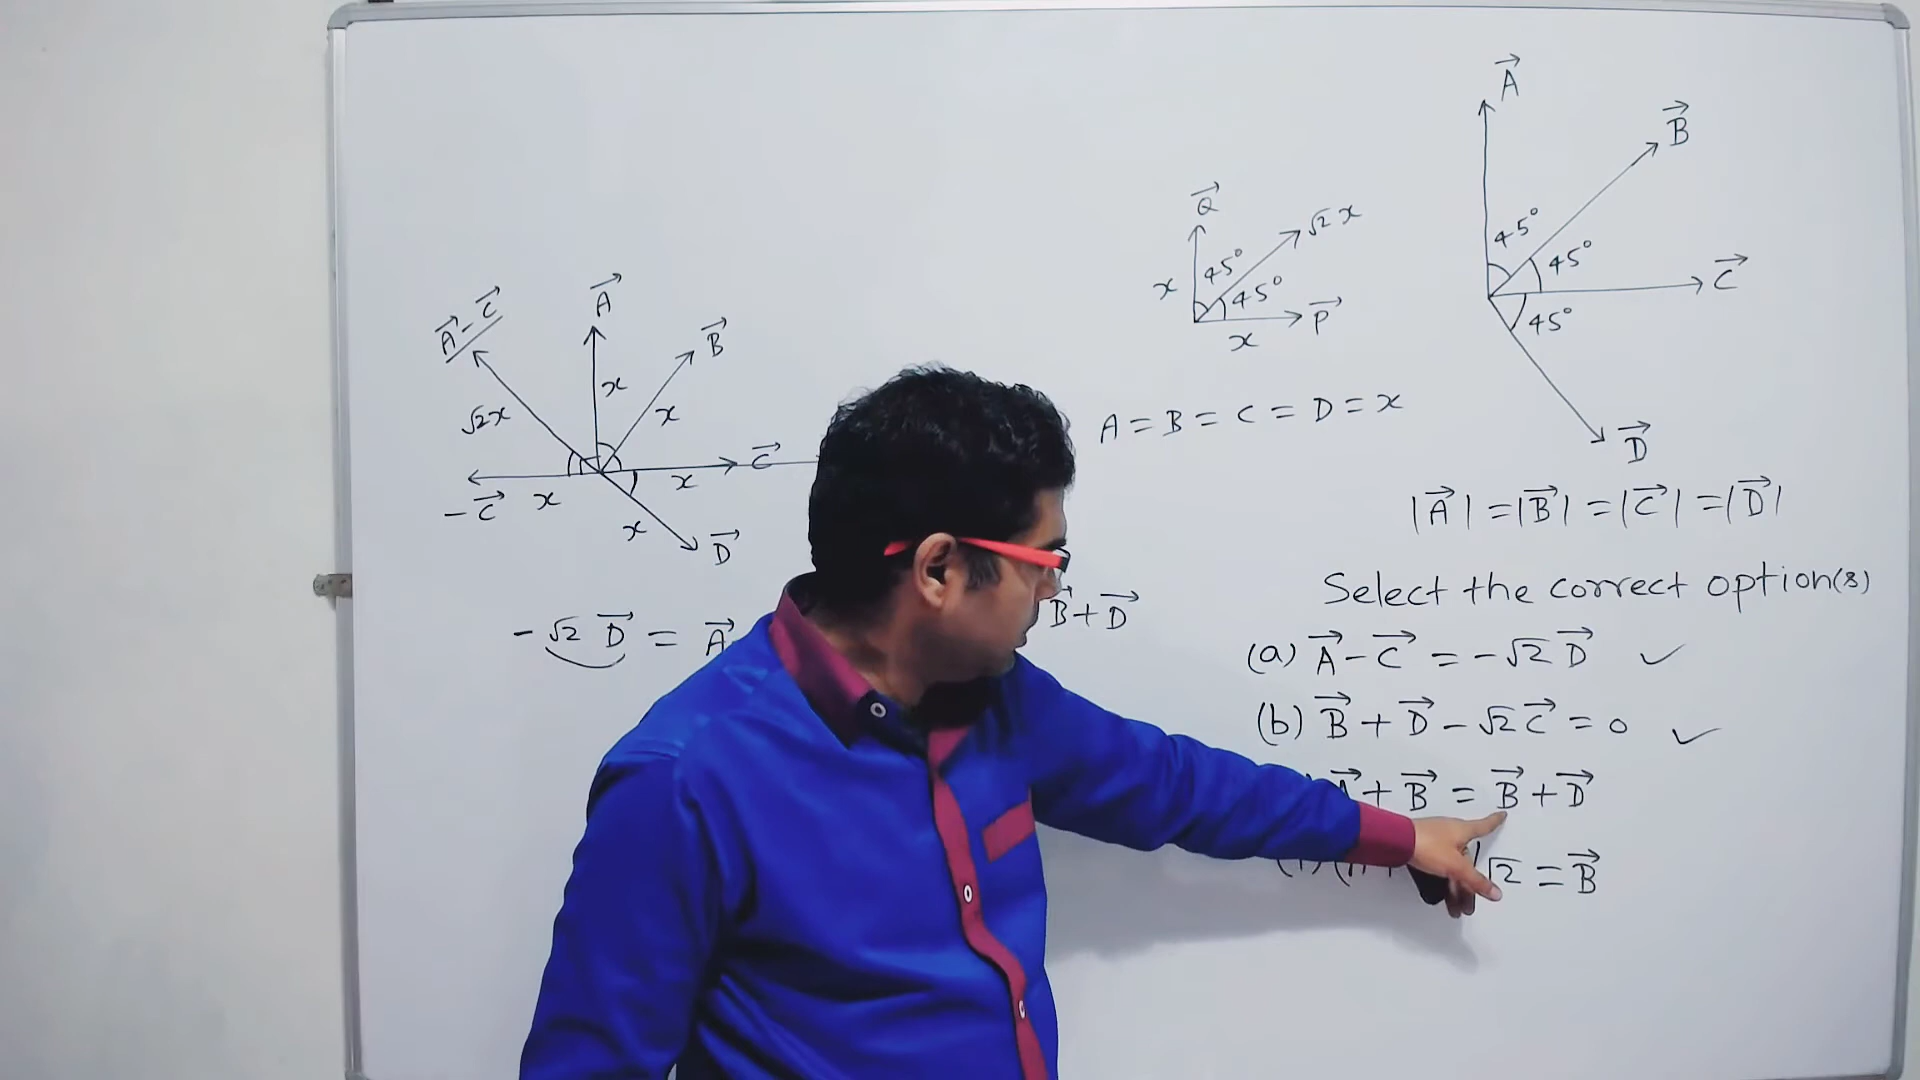 A⃗ - C⃗
√2x
A⃗
x
B⃗
x
C⃗
x
-C⃗
x
x
D⃗
-√2 D⃗ = A⃗
B⃗ + D⃗
Q⃗
x
45°
45°
√2 x
P⃗
x
A = B = C = D = x
A⃗
B⃗
45°
45°
C⃗
45°
D⃗
|A⃗| = |B⃗| = |C⃗| = |D⃗|
Select the correct option(s)
(a) A⃗ - C⃗ = -√2 D⃗ ✓
(b) B⃗ + D⃗ - √2 C⃗ = 0 ✓
A⃗ + B⃗ = B⃗ + D⃗
√2 = B⃗